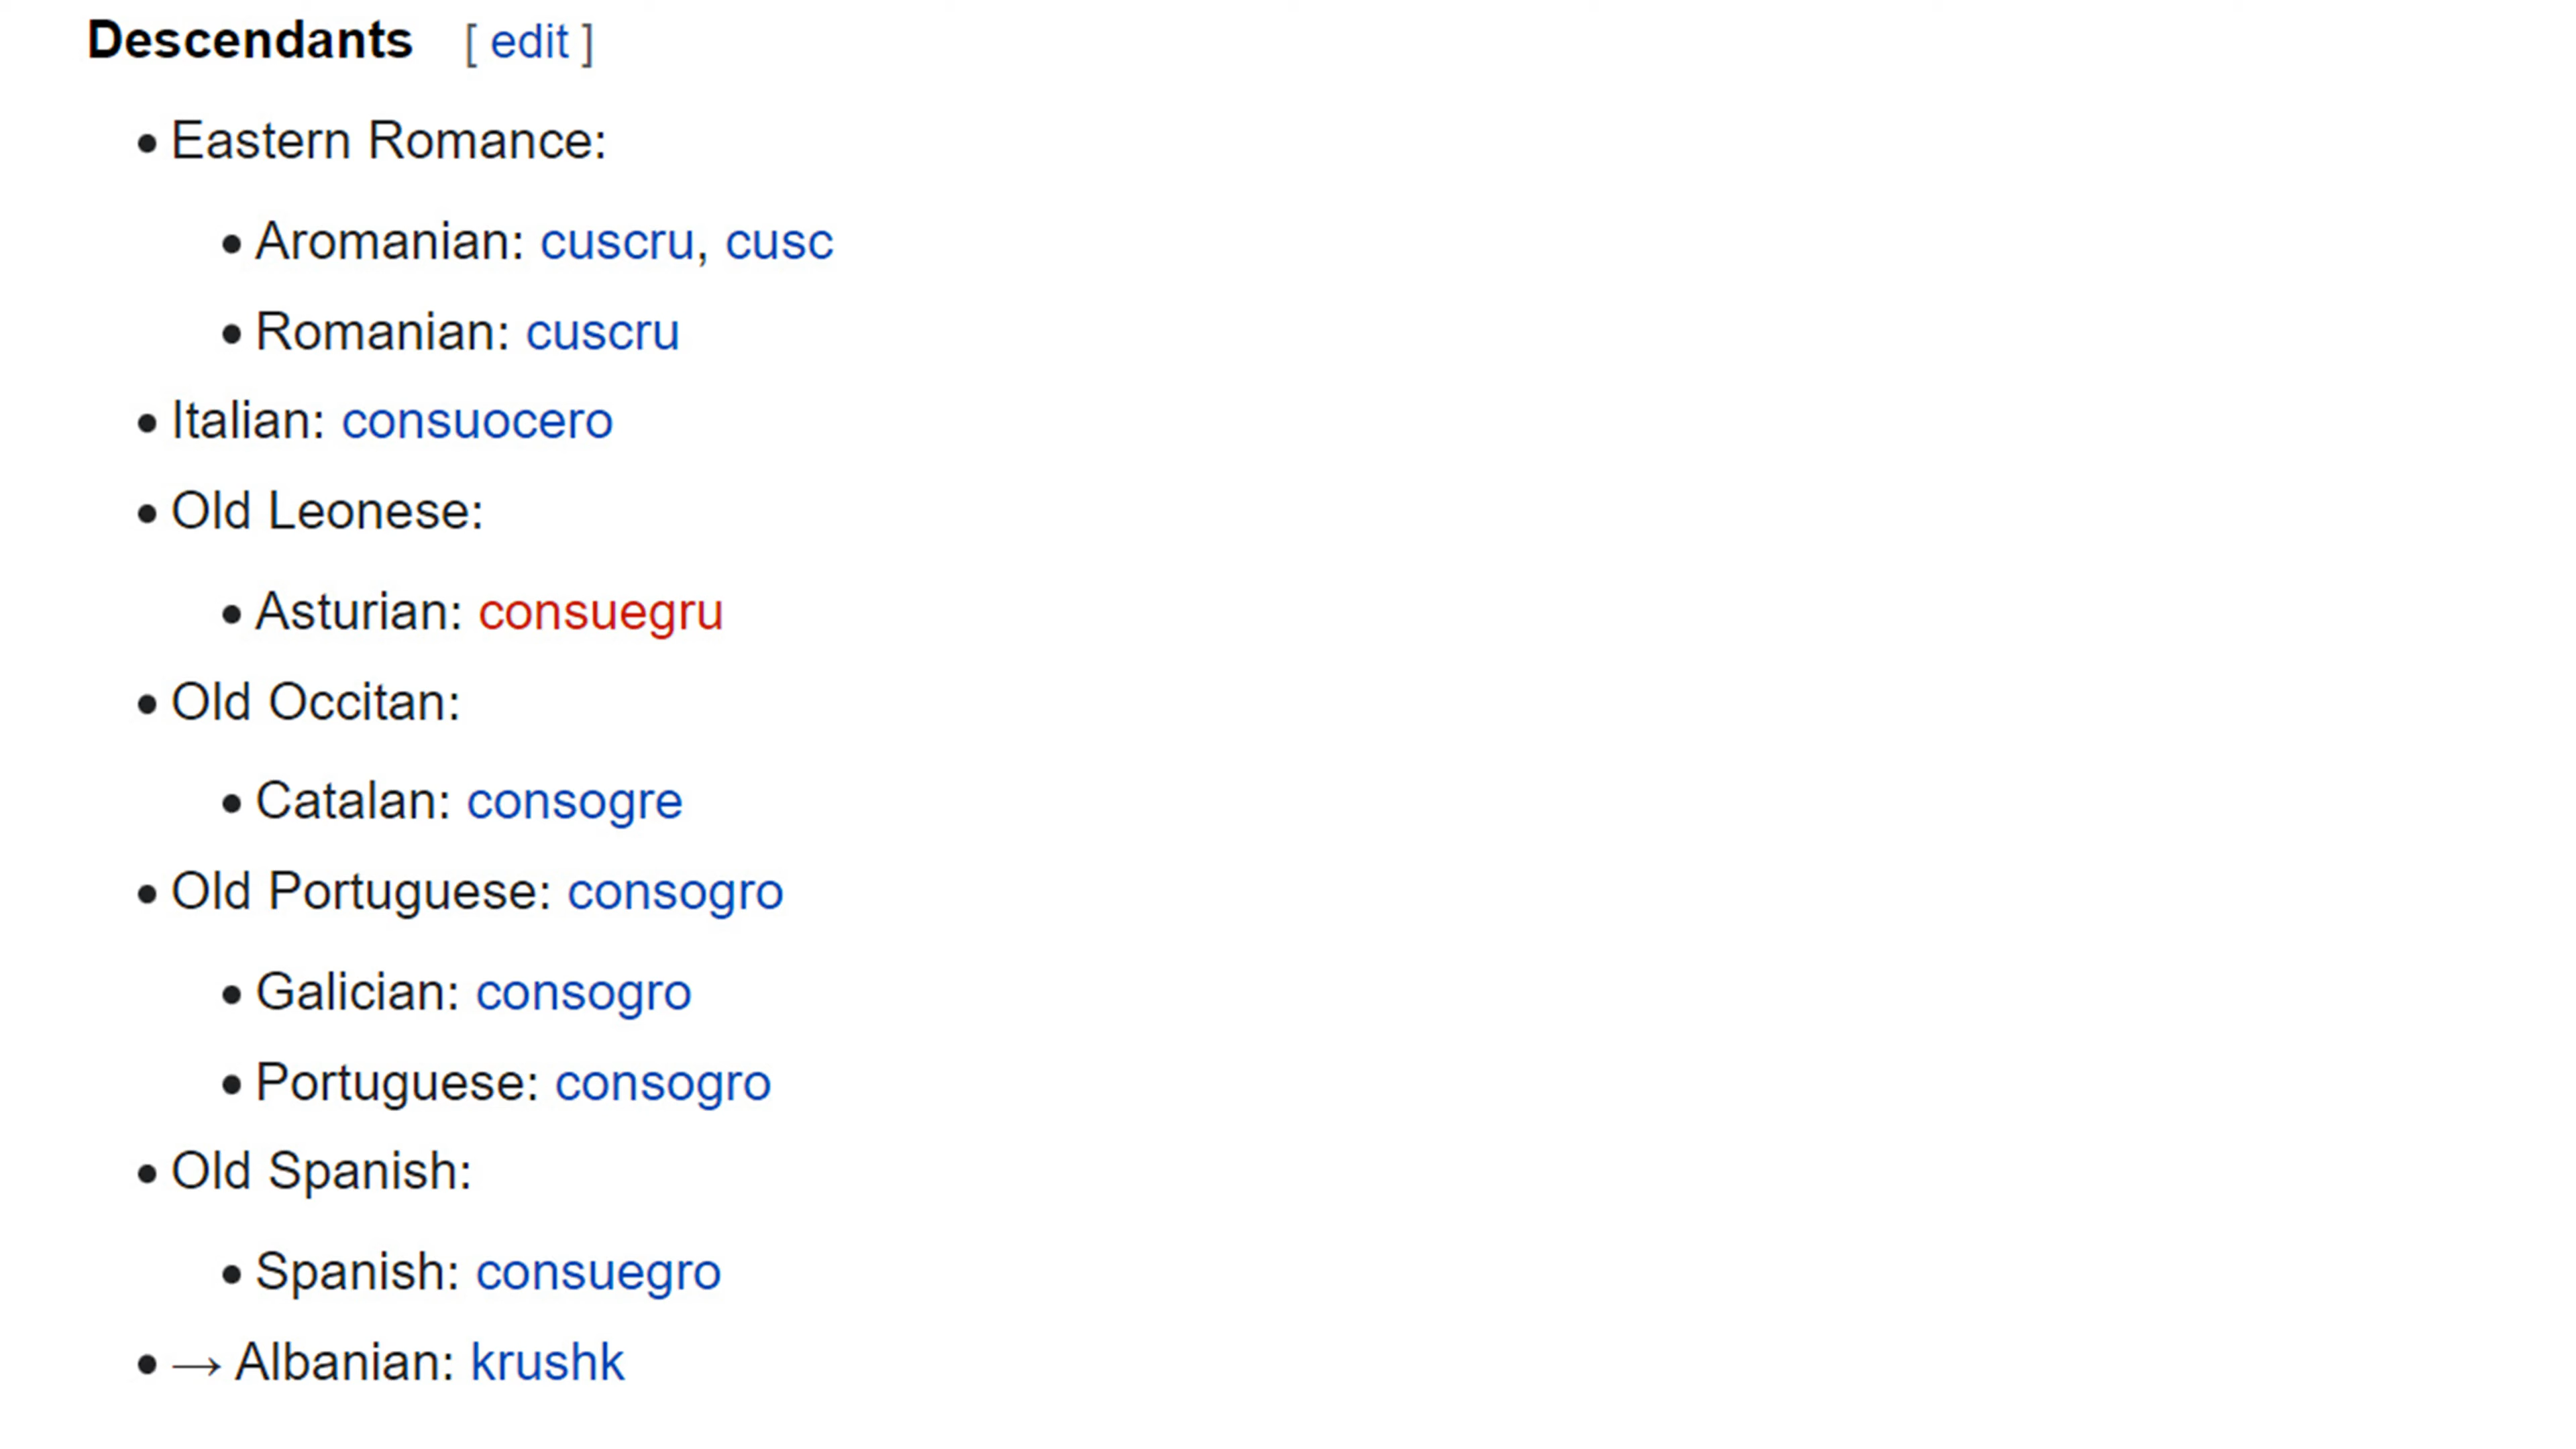 Descendants [ edit ]
• Eastern Romance:
• Aromanian: cuscru, cusc
• Romanian: cuscru
• Italian: consuocero
• Old Leonese:
• Asturian: consuegru
• Old Occitan:
• Catalan: consogre
• Old Portuguese: consogro
• Galician: consogro
• Portuguese: consogro
• Old Spanish:
• Spanish: consuegro
• → Albanian: krushk